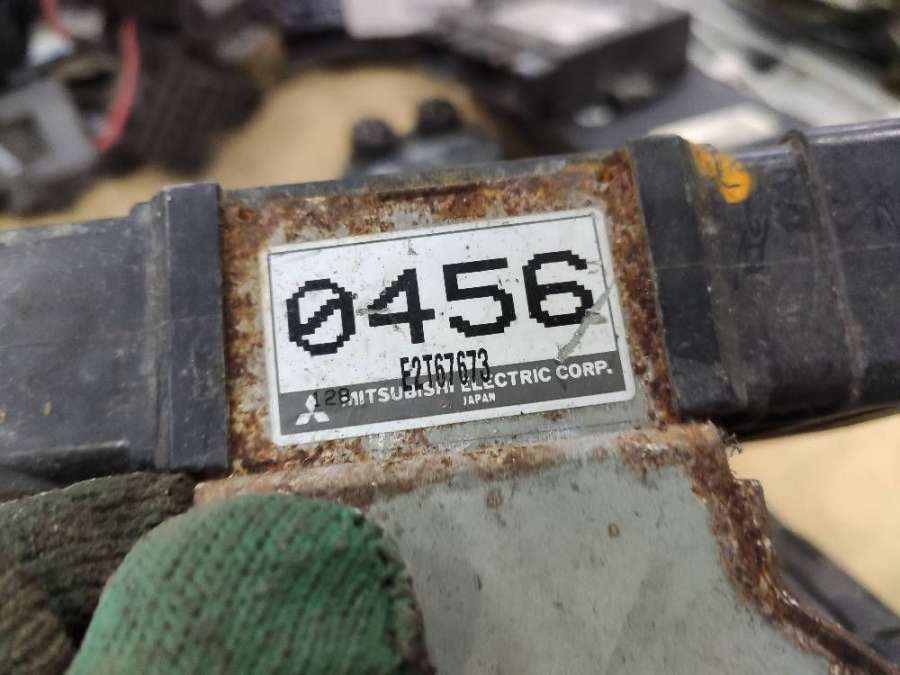 0456
E2T67673
128 MITSUBISHI ELECTRIC CORP.
JAPAN